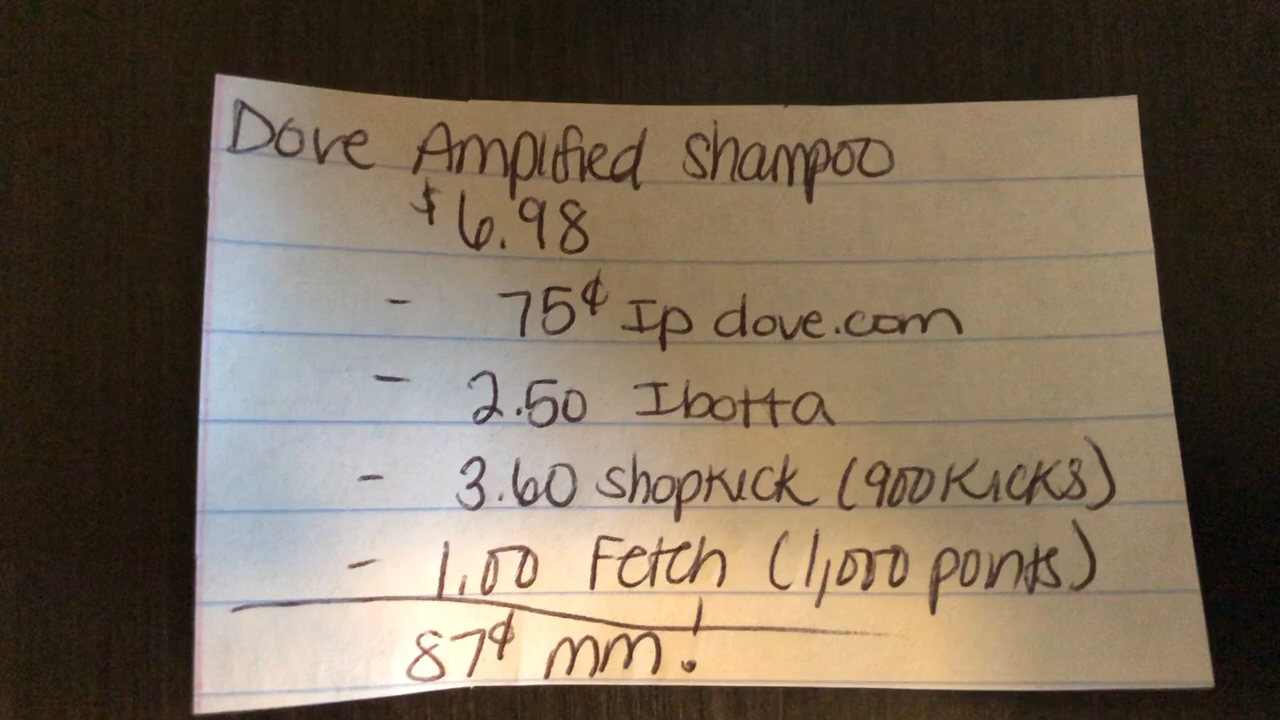 Dove Amplified Shampoo
$6.98
- 75¢ Ip dove.com
- 2.50 Ibotta
- 3.60 Shopkick (900 Kicks)
- 1.00 Fetch (1,000 points)
87¢ mm!